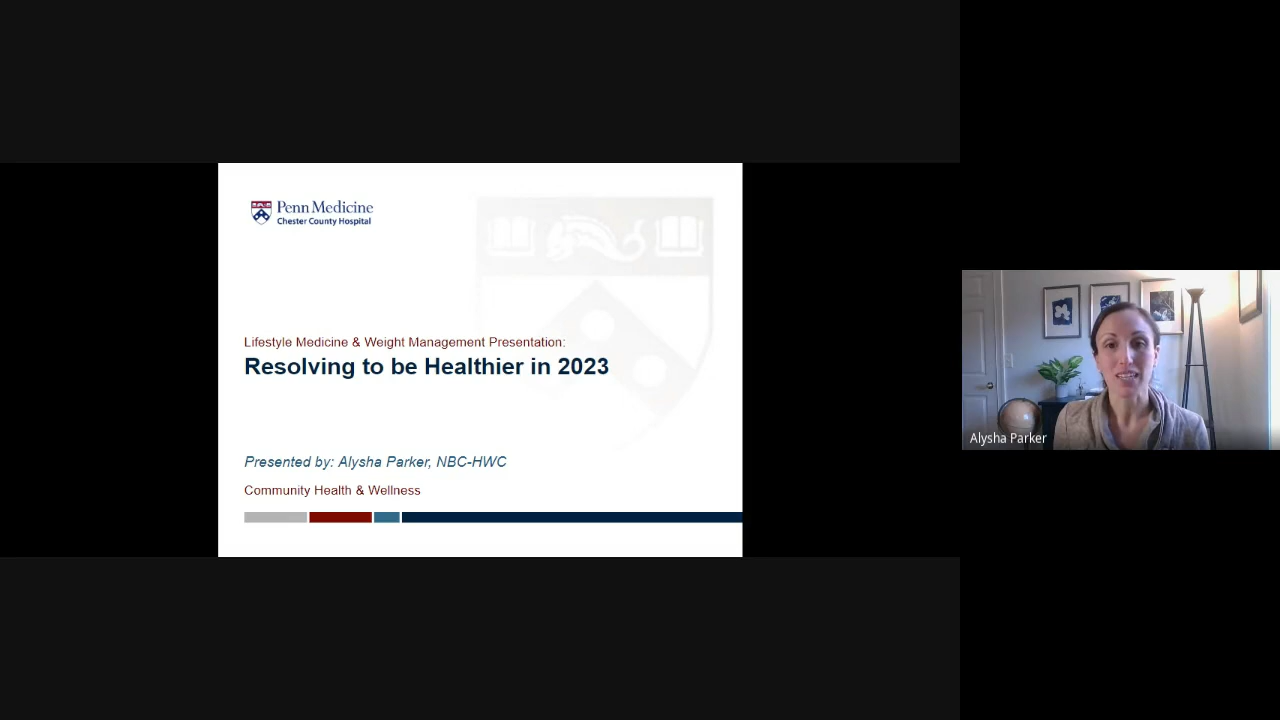 Penn Medicine
Chester County Hospital
Lifestyle Medicine & Weight Management Presentation:
Resolving to be Healthier in 2023
Presented by: Alysha Parker, NBC-HWC
Community Health & Wellness
Alysha Parker